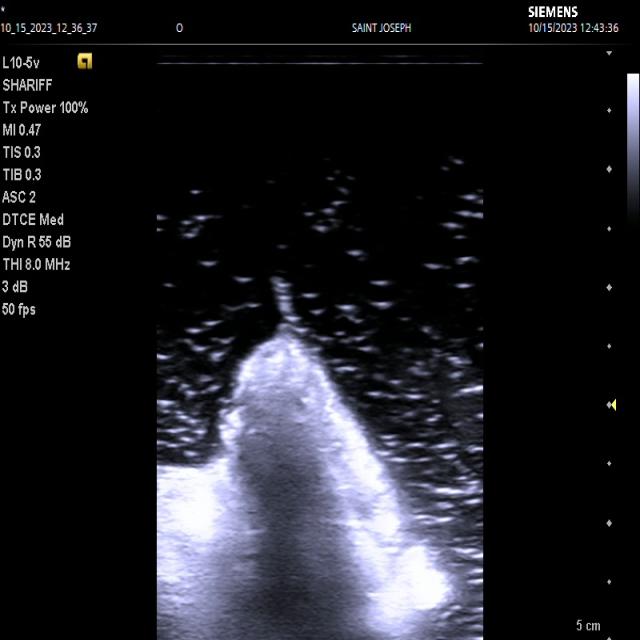 SIEMENS
10_15_2023_12_36_37 O SAINT JOSEPH 10/15/2023 12:43:36
L10-5v
SHARIFF
Tx Power 100%
MI 0.47
TIS 0.3
TIB 0.3
ASC 2
DTCE Med
Dyn R 55 dB
THI 8.0 MHz
3 dB
50 fps
5 cm